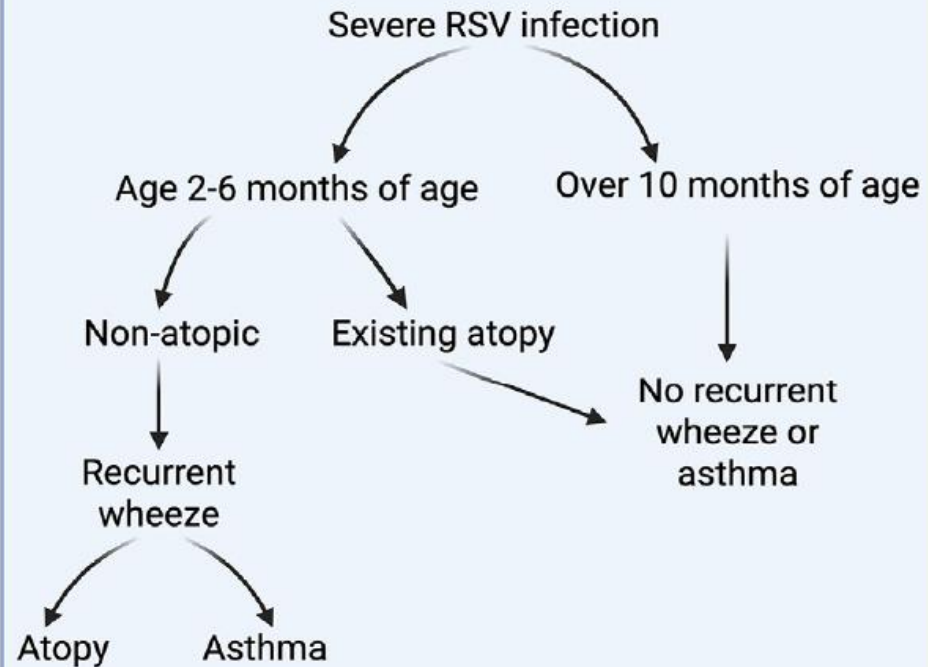 Severe RSV infection
Age 2-6 months of age
Over 10 months of age
Non-atopic
Existing atopy
No recurrent
wheeze or
asthma
Recurrent
wheeze
Atopy
Asthma